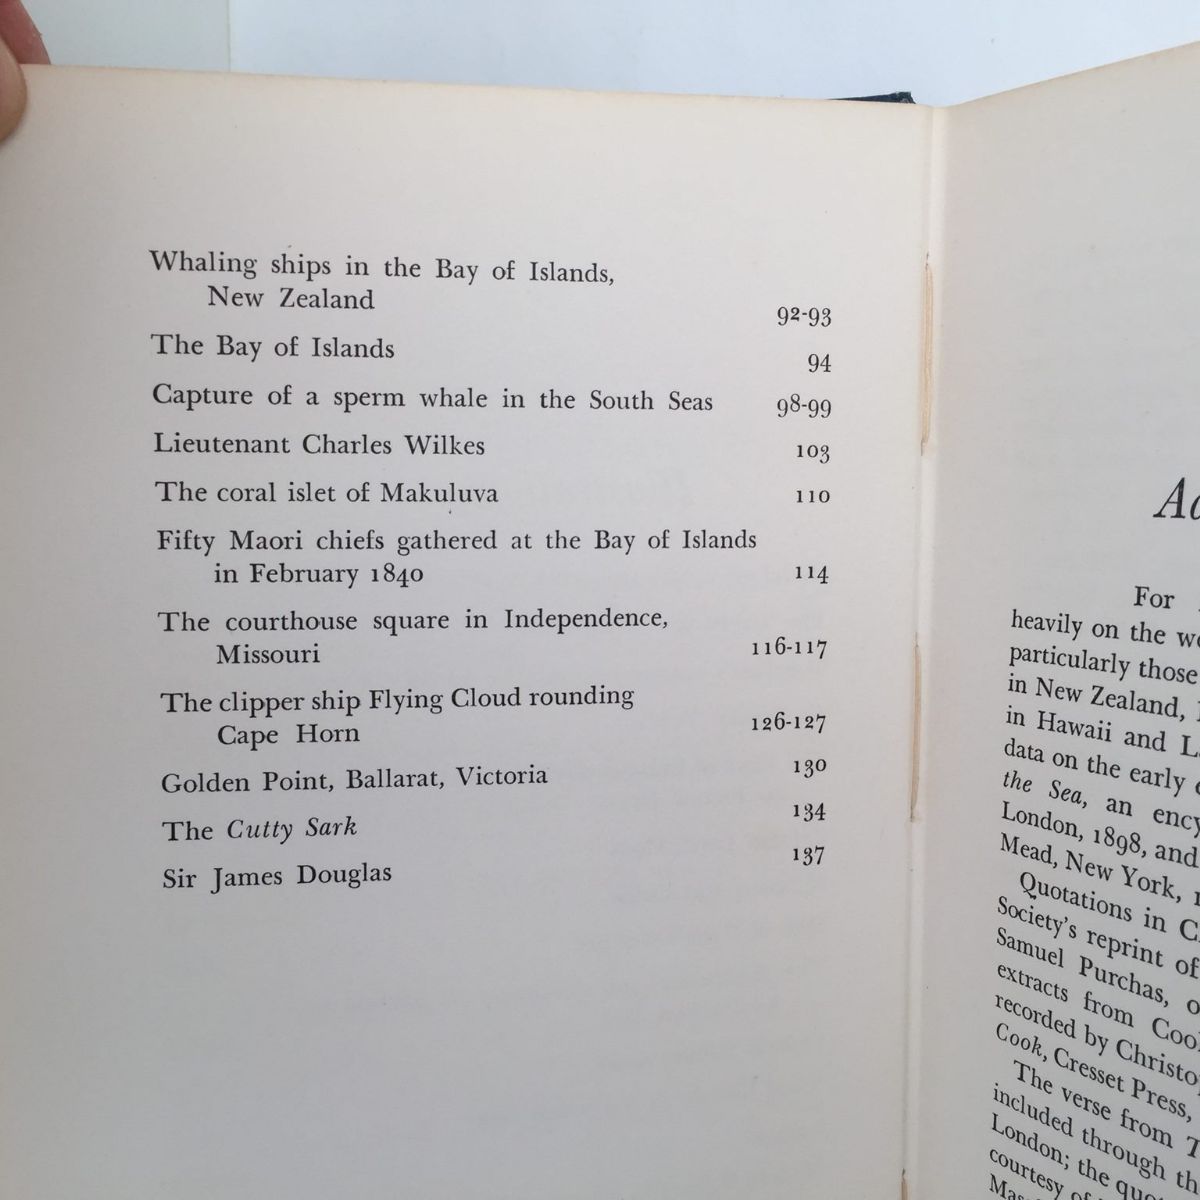 Whaling ships in the Bay of Islands,
New Zealand 92-93
The Bay of Islands 94
Capture of a sperm whale in the South Seas 98-99
Lieutenant Charles Wilkes 103
The coral islet of Makuluva 110
Fifty Maori chiefs gathered at the Bay of Islands
in February 1840 114
The courthouse square in Independence,
Missouri 116-117
The clipper ship Flying Cloud rounding
Cape Horn 126-127
Golden Point, Ballarat, Victoria 130
The Cutty Sark 134
Sir James Douglas 137
For
heavily on the
particularly those
in New Zealand,
in Hawaii and
data on the early
the Sea, an
London, 1898, and
Mead, New York,
Quotations in
Society's reprint of
Samuel Purchas,
extracts from
recorded by
Cook, Cresset Press,
The verse from
included through
London; the
courtesy of